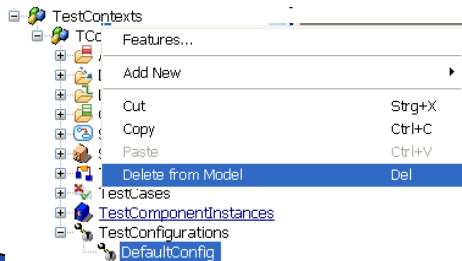 TestContexts
TCo
Features...
Add New
Cut Strg+X
Copy Ctrl+C
Paste Ctrl+V
Delete from Model Del
TestCases
TestComponentInstances
TestConfigurations
DefaultConfig